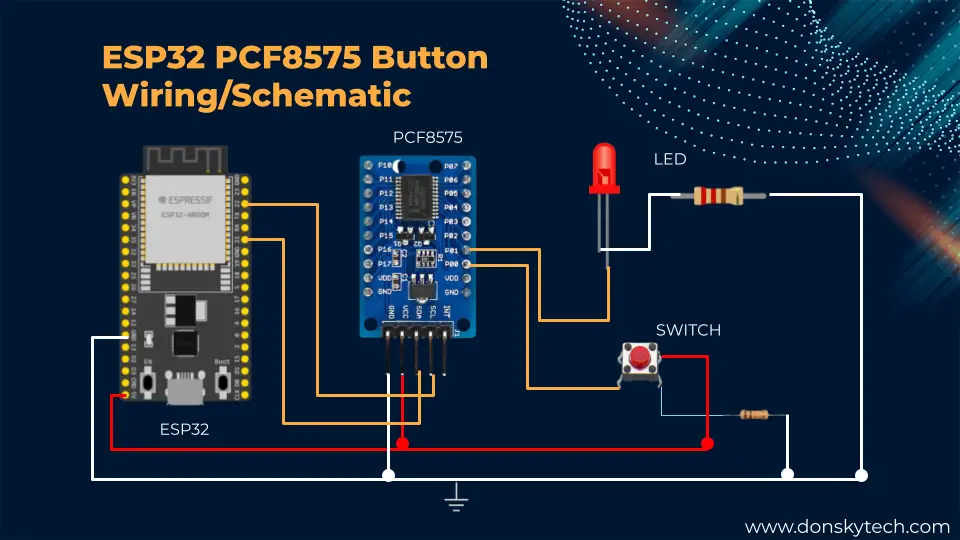 ESP32 PCF8575 Button
Wiring/Schematic
PCF8575
LED
P10
P11
P12
P13
P14
P15
P16
P17
VDD
GND
P07
P06
P05
P04
P03
P02
P01
P00
VDD
GND
R1
GND
VCC
SDA
SCL
INT
J1
ESPRESSIF
ESP32-WROOM
EN
Boot
ESP32
SWITCH
www.donskytech.com